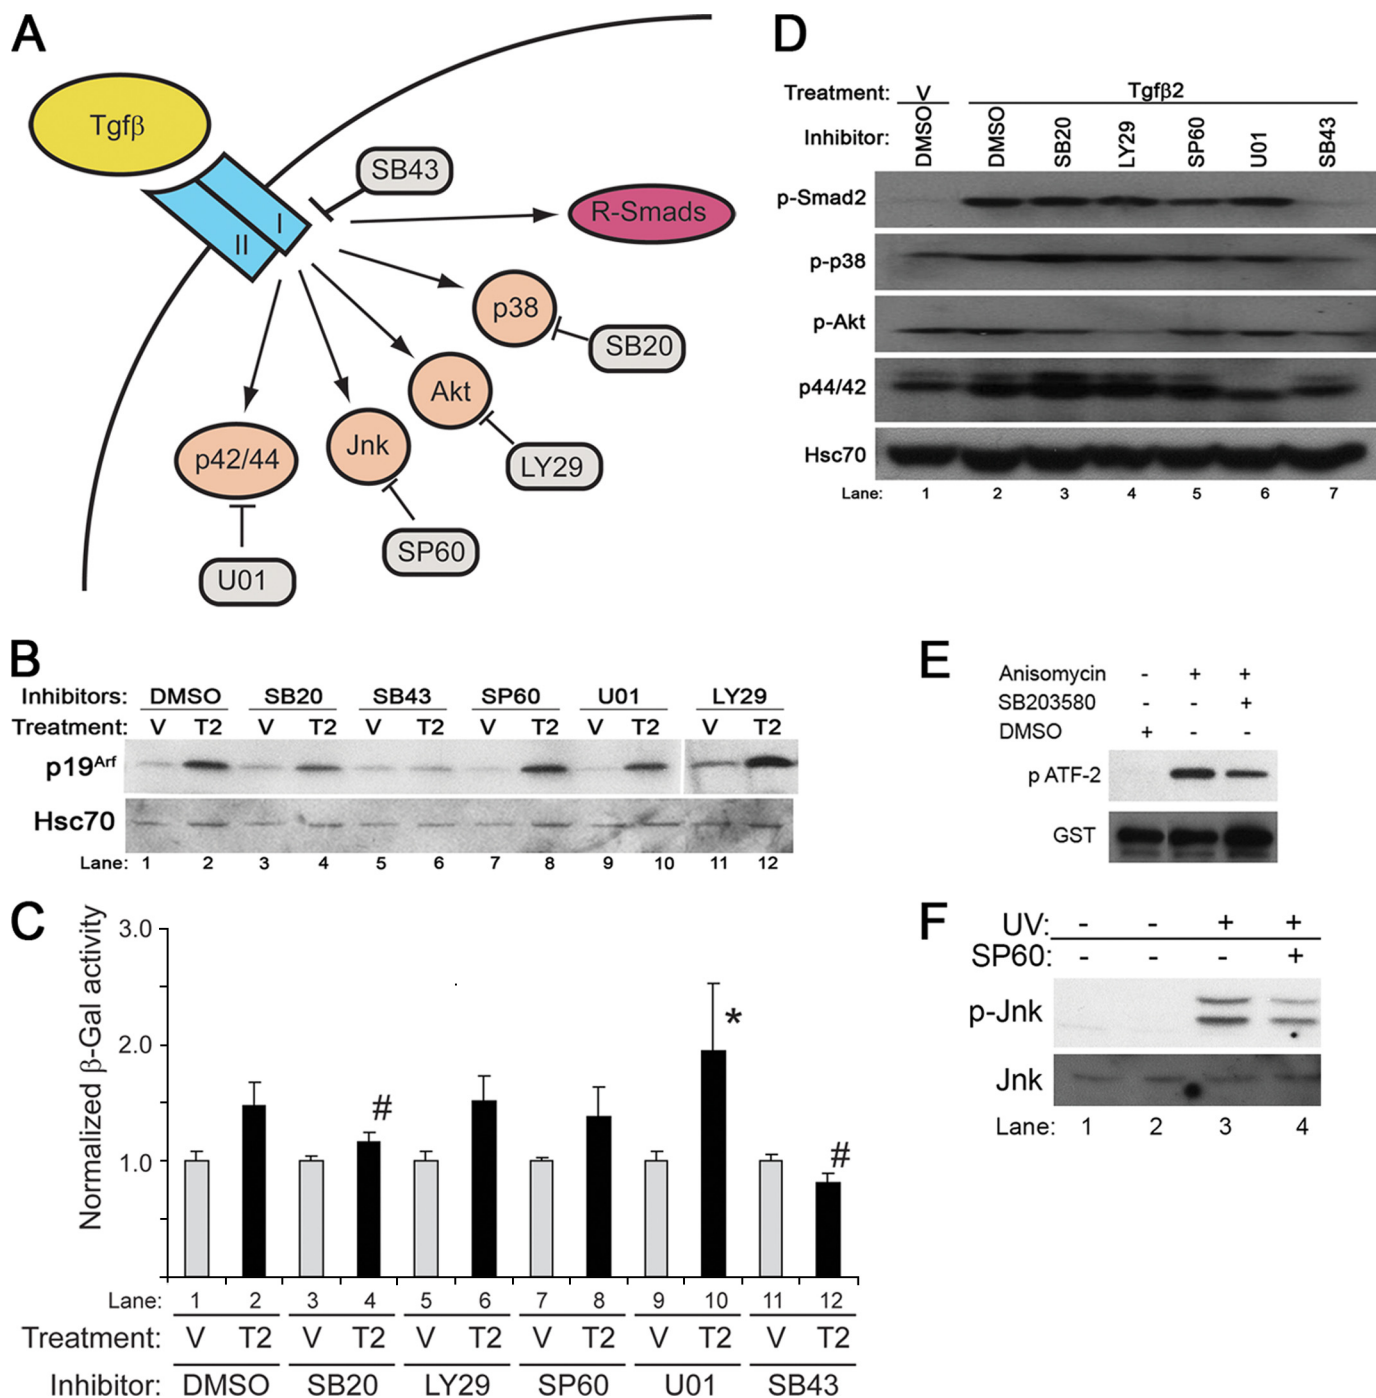 A
Tgfβ
I
II
SB43
R-Smads
p38
SB20
Akt
LY29
Jnk
p42/44
SP60
U01
B
Inhibitors: DMSO SB20 SB43 SP60 U01 LY29
Treatment: V T2 V T2 V T2 V T2 V T2 V T2
p19Arf
Hsc70
Lane: 1 2 3 4 5 6 7 8 9 10 11 12
C
Normalized β-Gal activity
3.0
2.0
1.0
# * #
Lane: 1 2 3 4 5 6 7 8 9 10 11 12
Treatment: V T2 V T2 V T2 V T2 V T2 V T2
Inhibitor: DMSO SB20 LY29 SP60 U01 SB43
D
Treatment: V Tgfβ2
Inhibitor: DMSO DMSO SB20 LY29 SP60 U01 SB43
p-Smad2
p-p38
p-Akt
p44/42
Hsc70
Lane: 1 2 3 4 5 6 7
E
Anisomycin - + +
SB203580 - - +
DMSO + - -
p ATF-2
GST
F
UV: - - + +
SP60: - - - +
p-Jnk
Jnk
Lane: 1 2 3 4